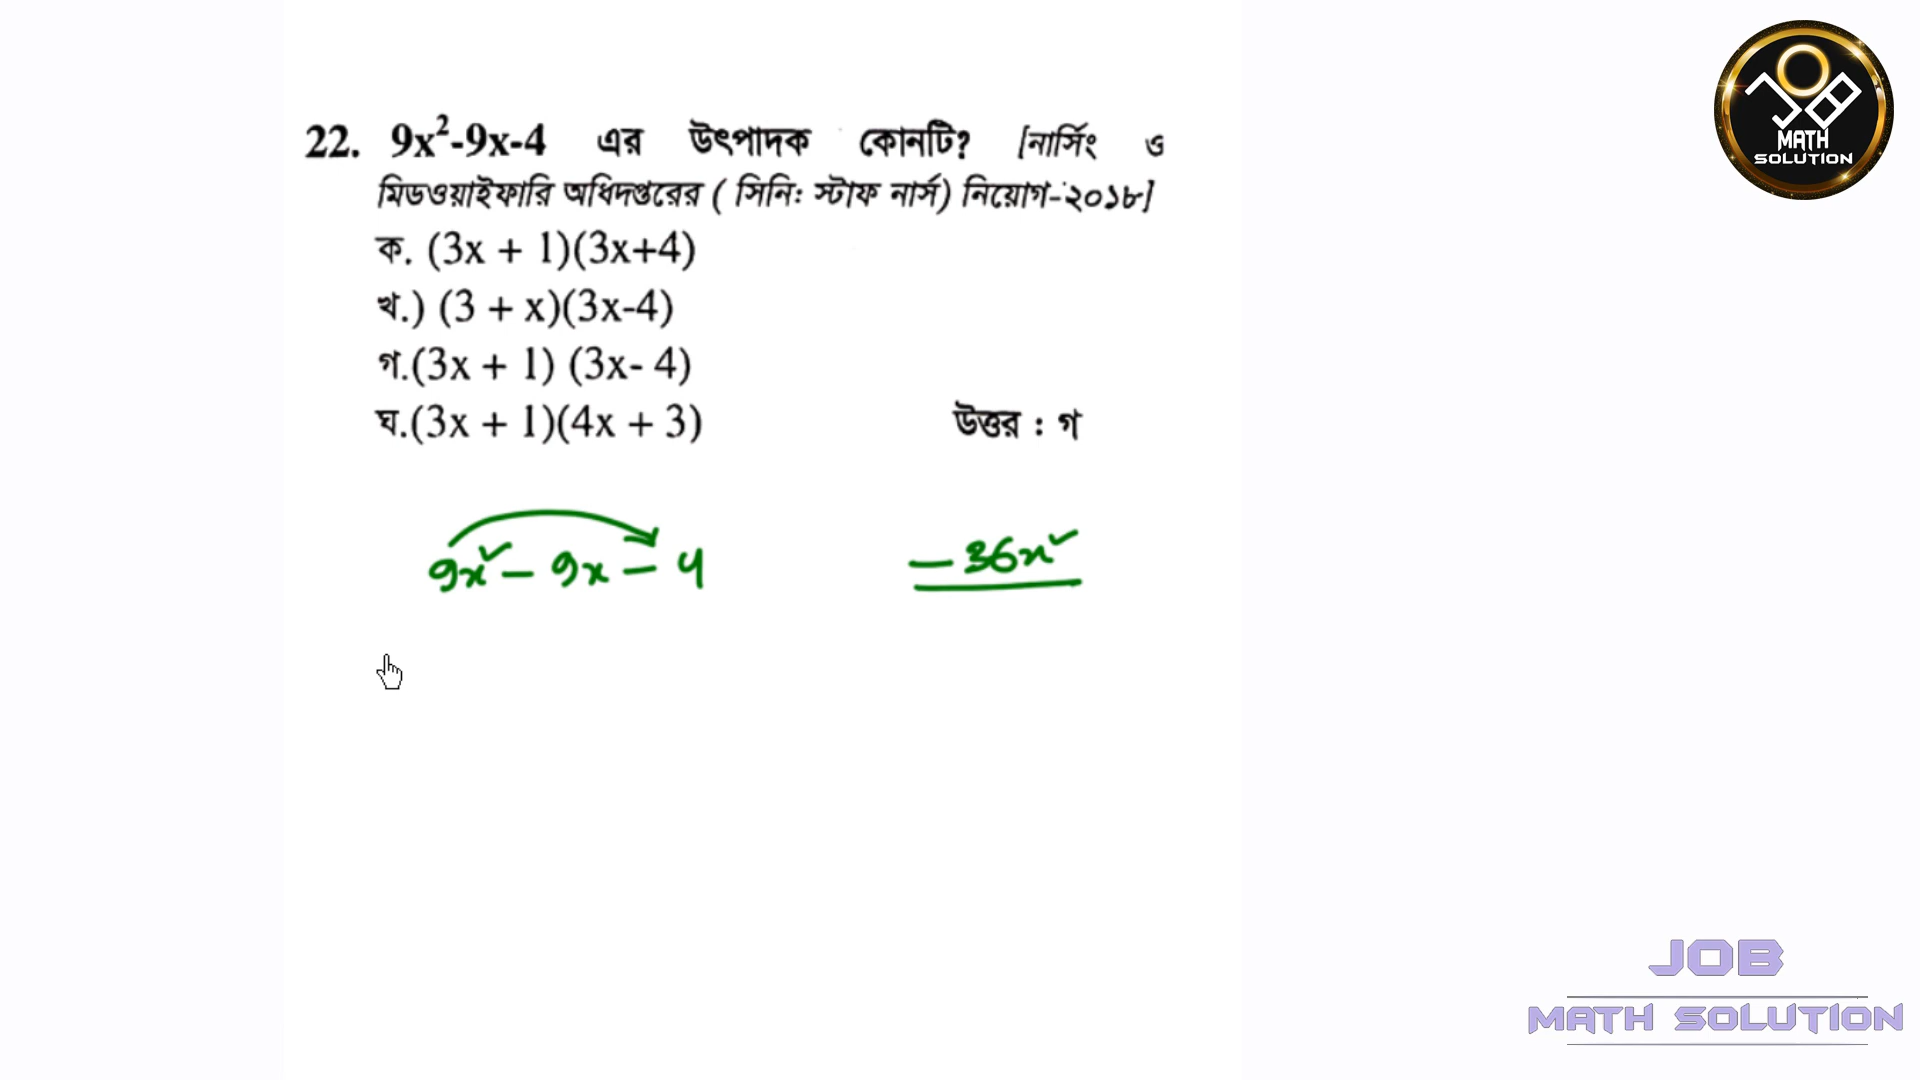 22. 9x²-9x-4 এর উৎপাদক কোনটি? [নার্সিং ও
মিডওয়াইফারি অধিদপ্তরের ( সিনিঃ স্টাফ নার্স) নিয়োগ-২০১৮]
ক. (3x + 1)(3x+4)
খ.) (3 + x)(3x-4)
গ.(3x + 1) (3x- 4)
ঘ.(3x + 1)(4x + 3) উত্তর : গ
9x² - 9x - 4 - 36x²
JOB
MATH
SOLUTION
JOB
MATH SOLUTION